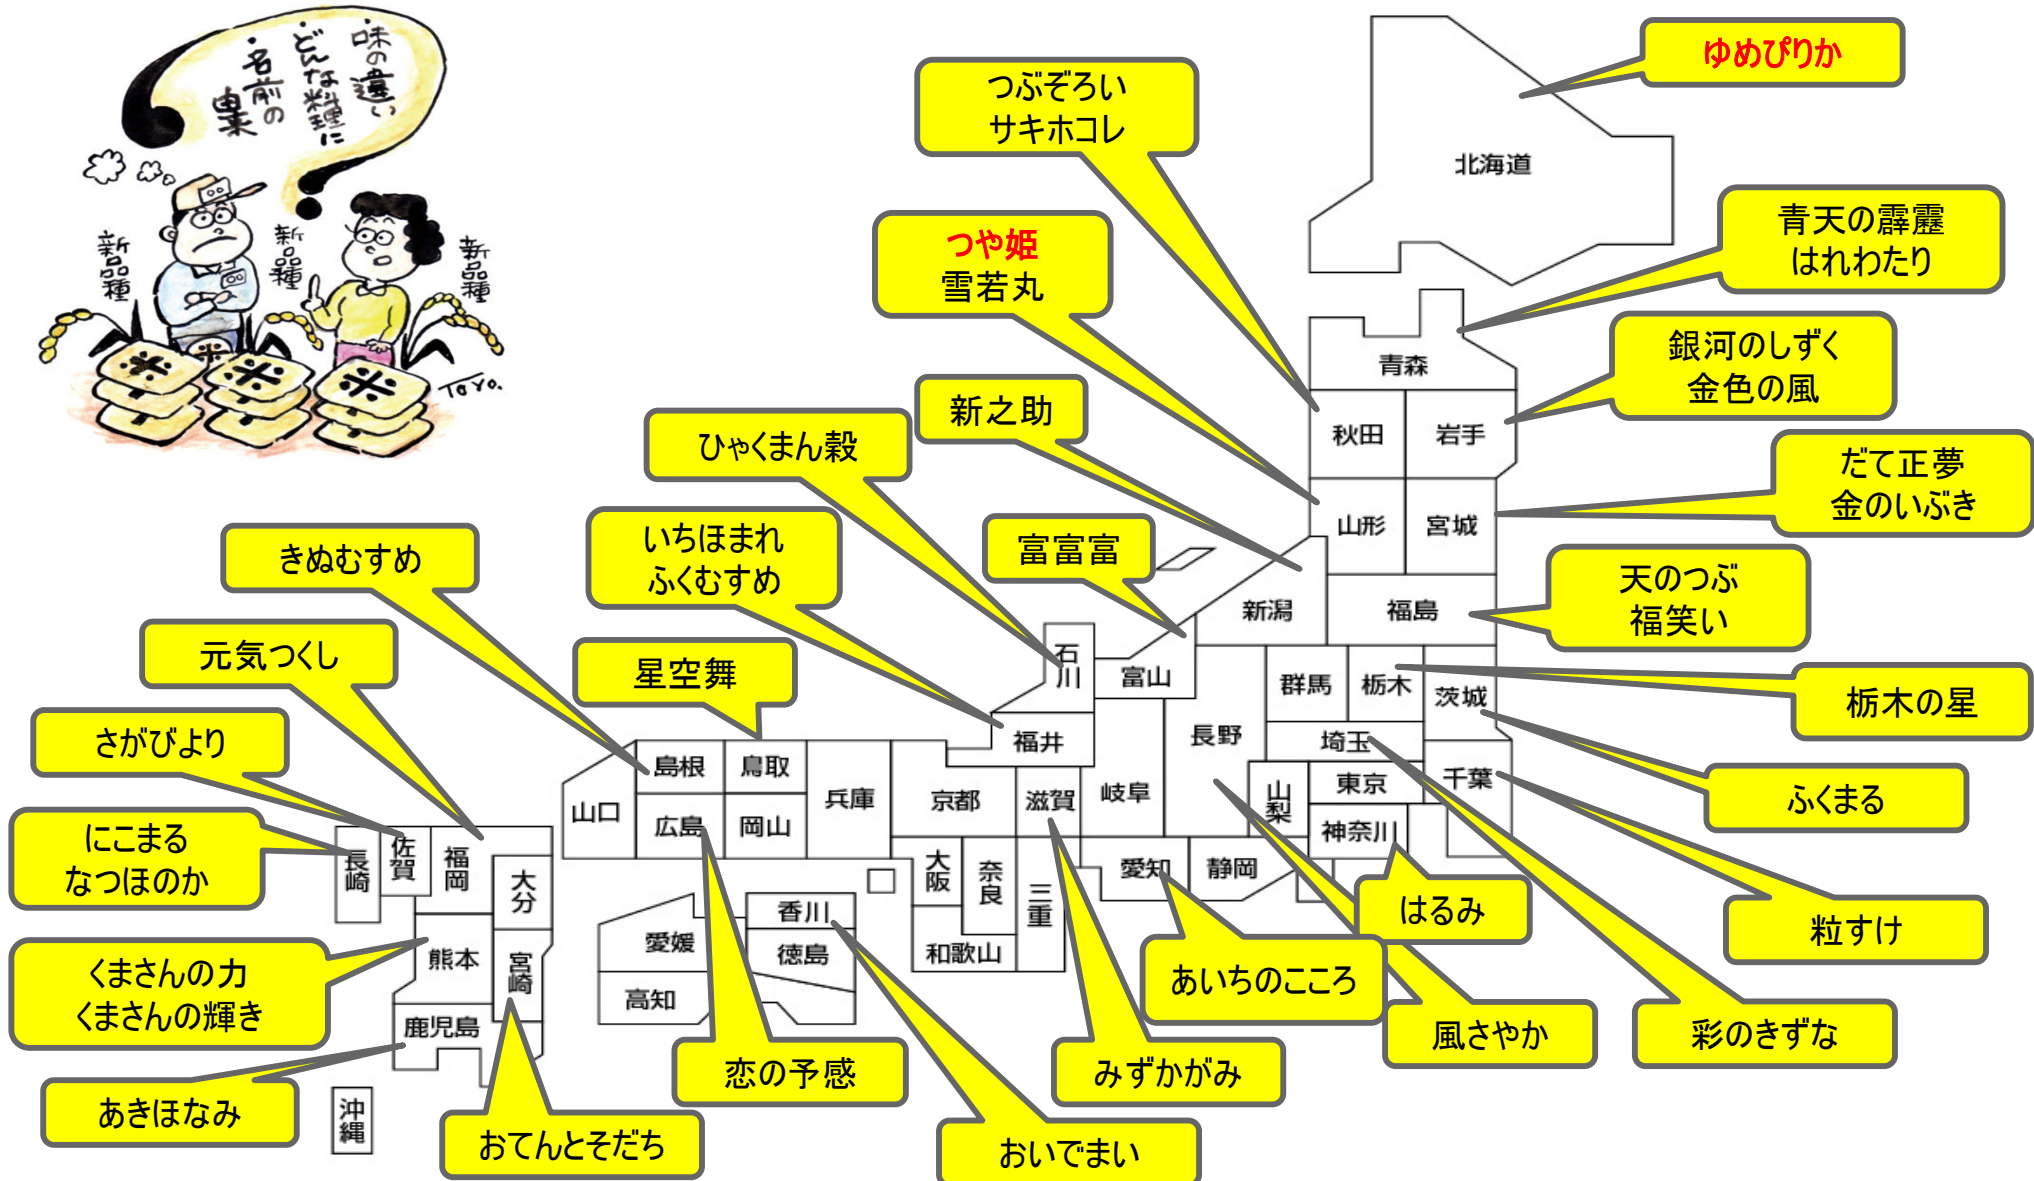 味の違い
どんな料理に
名前の
由来
新品種
新品種
新品種
Toyo.
ゆめぴりか
つぶぞろい
サキホコレ
北海道
青天の霹靂
はれわたり
つや姫
雪若丸
銀河のしずく
金色の風
青森
新之助
秋田
岩手
ひゃくまん穀
だて正夢
金のいぶき
山形
宮城
いちほまれ
ふくむすめ
富富富
きぬむすめ
天のつぶ
福笑い
新潟
福島
元気つくし
星空舞
石川
富山
群馬
栃木
茨城
栃木の星
さがびより
福井
長野
埼玉
島根
鳥取
兵庫
京都
滋賀
岐阜
山梨
東京
千葉
ふくまる
山口
広島
岡山
神奈川
にこまる
なつほのか
長崎
佐賀
福岡
大分
大阪
奈良
三重
愛知
静岡
はるみ
粒すけ
香川
愛媛
徳島
和歌山
くまさんの力
くまさんの輝き
熊本
宮崎
高知
あいちのこころ
鹿児島
風さやか
彩のきずな
恋の予感
みずかがみ
あきほなみ
沖縄
おてんとそだち
おいでまい